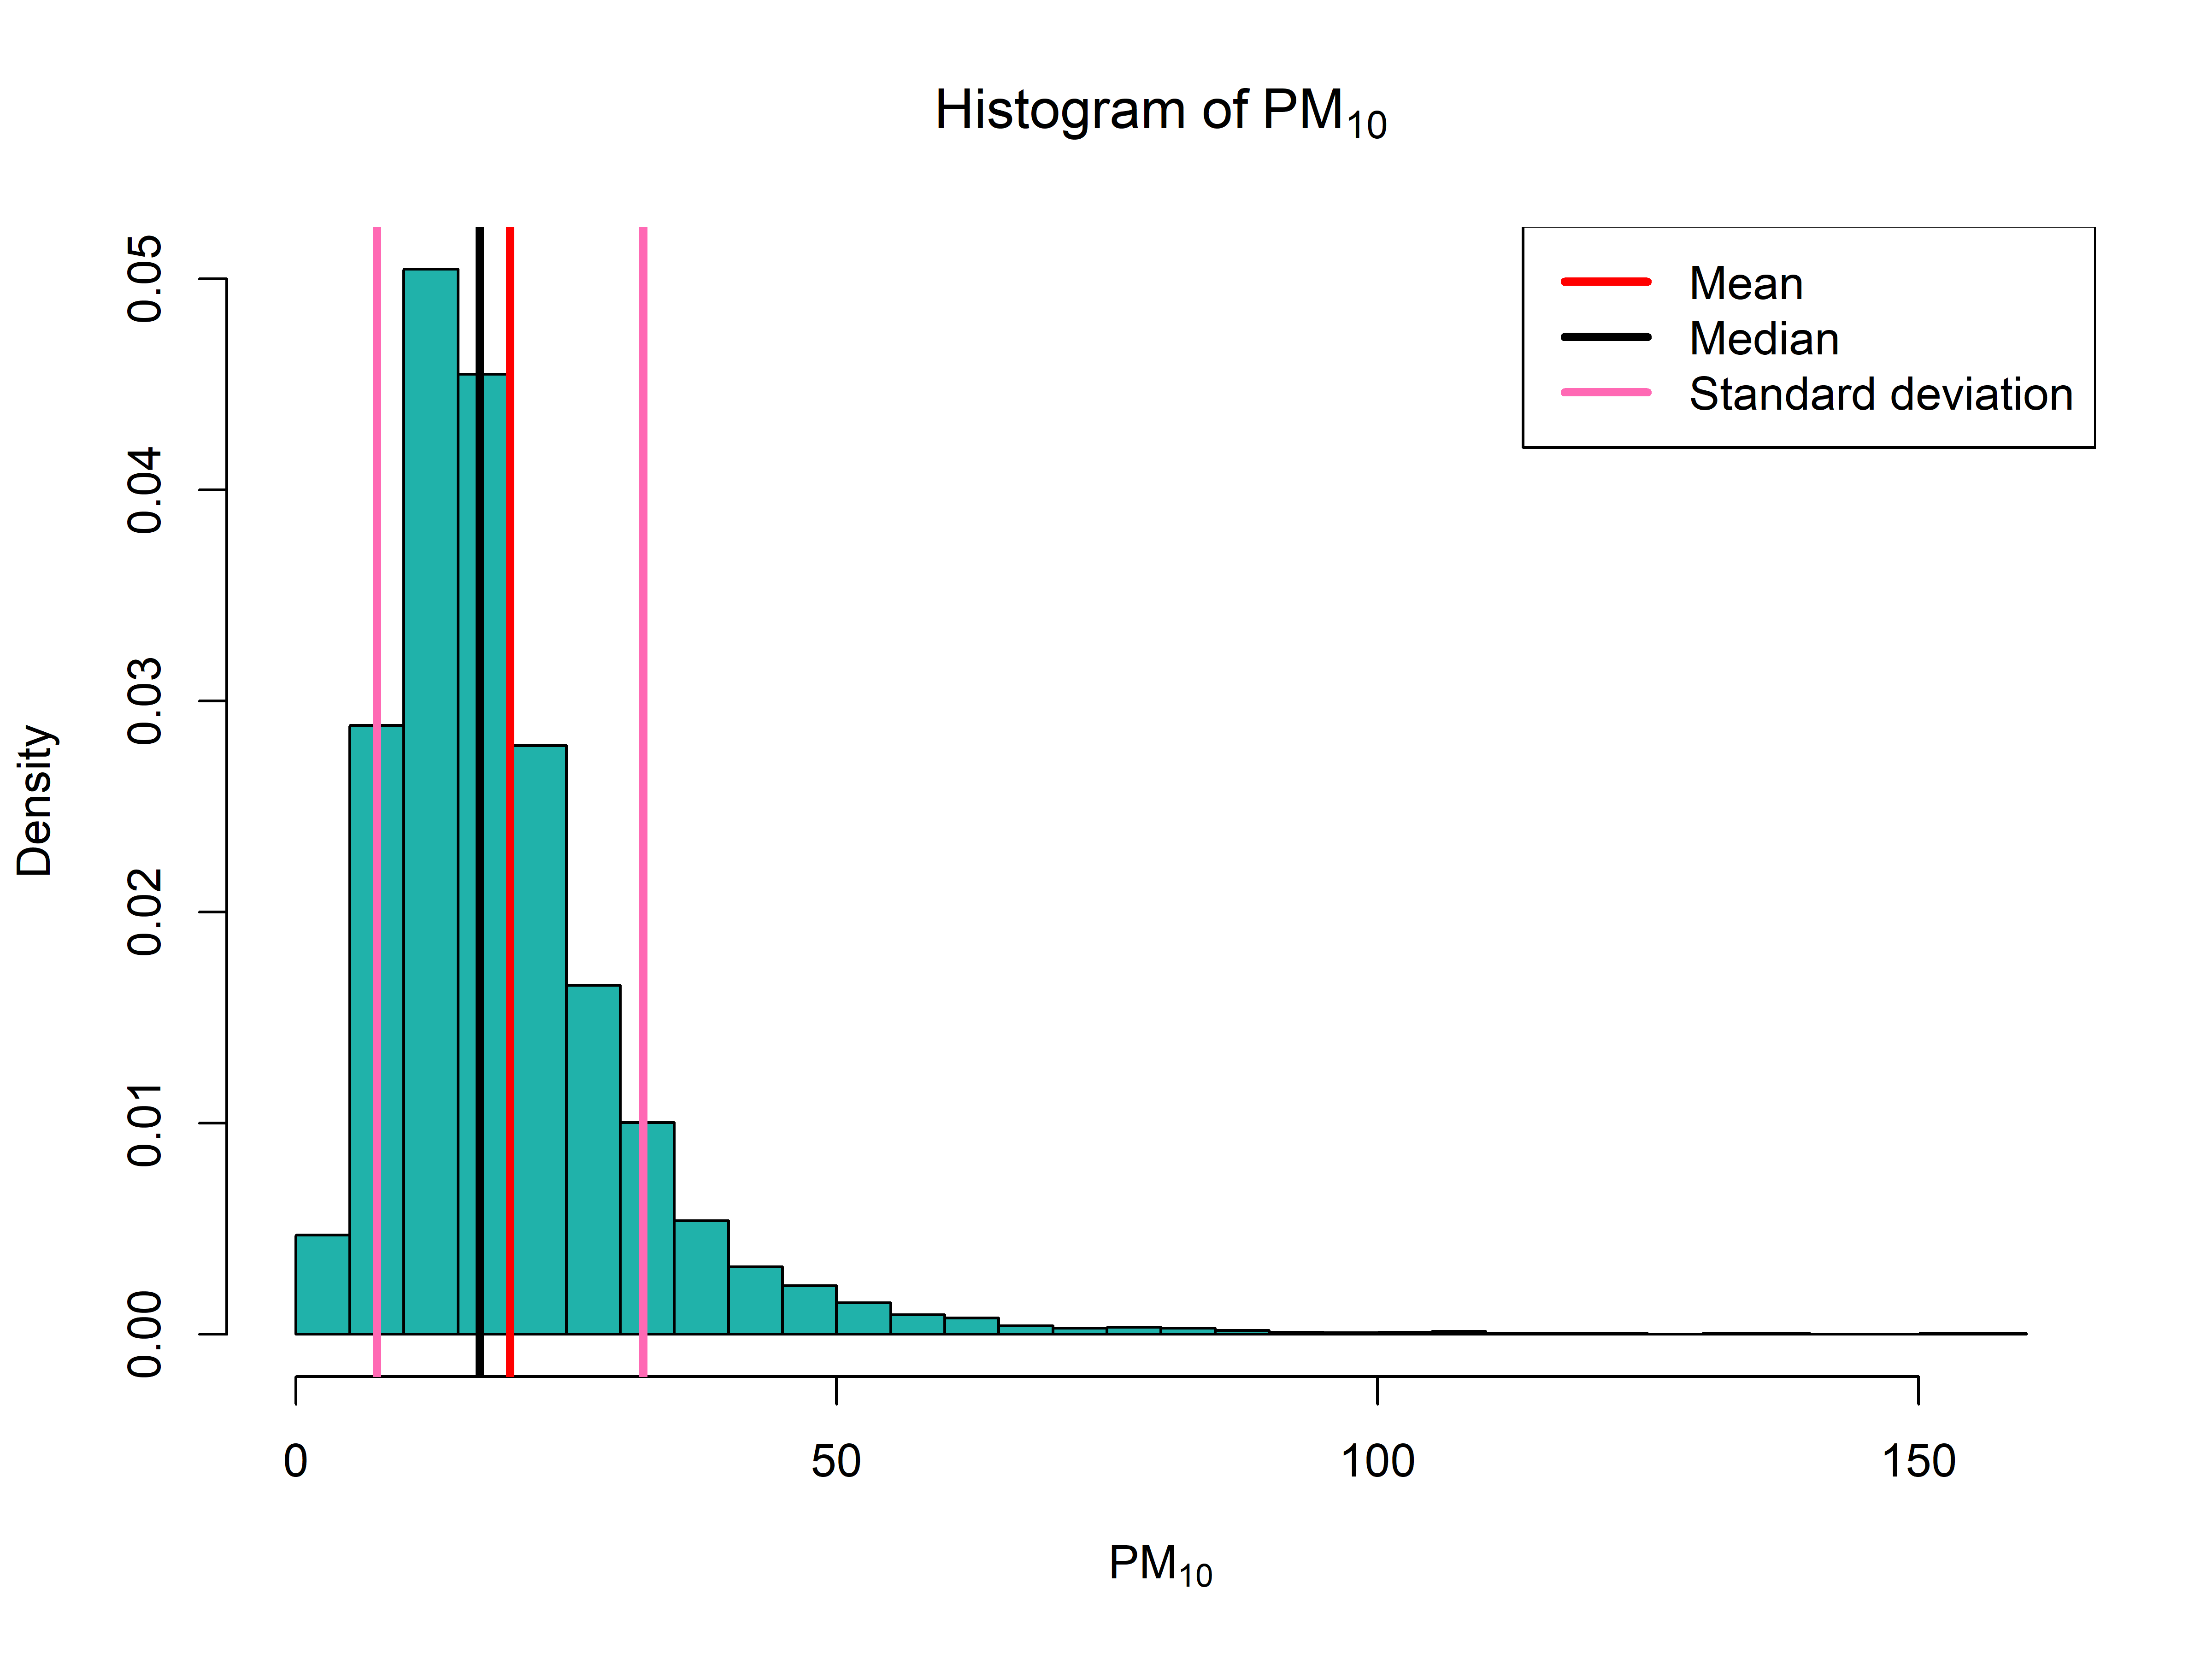 Histogram of PM₁₀
Mean
Median
Standard deviation
Density
0.00 0.01 0.02 0.03 0.04 0.05
0 50 100 150
PM₁₀